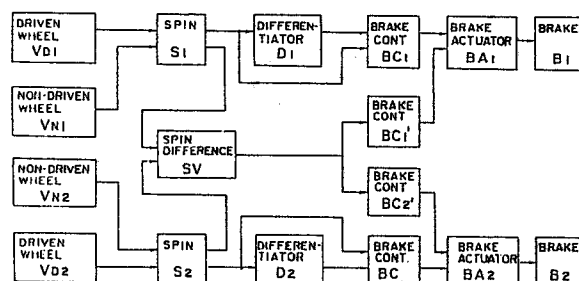 DRIVEN
WHEEL
VD1
SPIN
S1
DIFFEREN-
TIATOR
D1
BRAKE
CONT
BC1
BRAKE
ACTUATOR
BA1
BRAKE
B1
NON-DRIVEN
WHEEL
VN1
BRAKE
CONT
BC1'
SPIN
DIFFERENCE
SV
NON-DRIVEN
WHEEL
VN2
BRAKE
CONT
BC2'
DRIVEN
WHEEL
VD2
SPIN
S2
DIFFEREN-
TIATOR
D2
BRAKE
CONT.
BC
BRAKE
ACTUATOR
BA2
BRAKE
B2